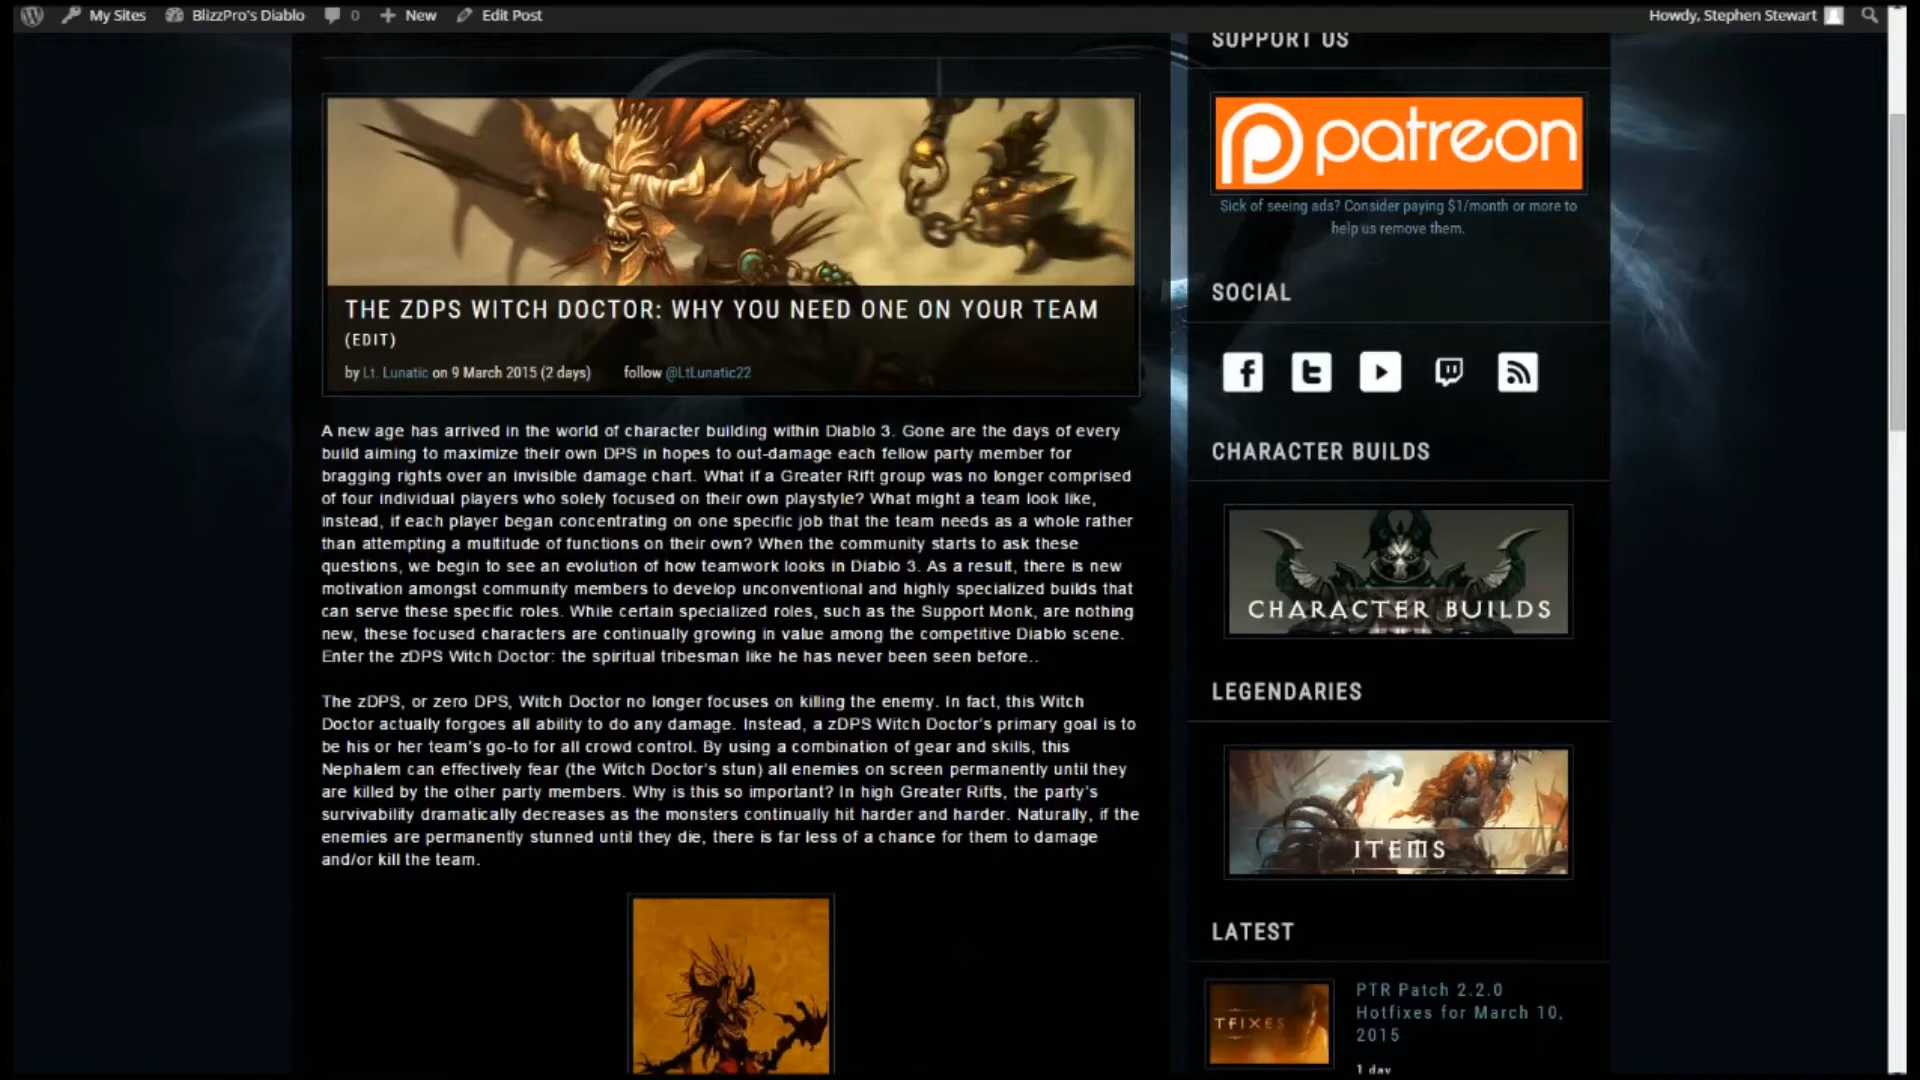 My Sites BlizzPro's Diablo 0 New Edit Post Howdy, Stephen Stewart
THE ZDPS WITCH DOCTOR: WHY YOU NEED ONE ON YOUR TEAM
(EDIT)
by Lt. Lunatic on 9 March 2015 (2 days) follow @LtLunatic22
A new age has arrived in the world of character building within Diablo 3. Gone are the days of every
build aiming to maximize their own DPS in hopes to out-damage each fellow party member for
bragging rights over an invisible damage chart. What if a Greater Rift group was no longer comprised
of four individual players who solely focused on their own playstyle? What might a team look like,
instead, if each player began concentrating on one specific job that the team needs as a whole rather
than attempting a multitude of functions on their own? When the community starts to ask these
questions, we begin to see an evolution of how teamwork looks in Diablo 3. As a result, there is new
motivation amongst community members to develop unconventional and highly specialized builds that
can serve these specific roles. While certain specialized roles, such as the Support Monk, are nothing
new, these focused characters are continually growing in value among the competitive Diablo scene.
Enter the zDPS Witch Doctor: the spiritual tribesman like he has never been seen before..
The zDPS, or zero DPS, Witch Doctor no longer focuses on killing the enemy. In fact, this Witch
Doctor actually forgoes all ability to do any damage. Instead, a zDPS Witch Doctor's primary goal is to
be his or her team's go-to for all crowd control. By using a combination of gear and skills, this
Nephalem can effectively fear (the Witch Doctor's stun) all enemies on screen permanently until they
are killed by the other party members. Why is this so important? In high Greater Rifts, the party's
survivability dramatically decreases as the monsters continually hit harder and harder. Naturally, if the
enemies are permanently stunned until they die, there is far less of a chance for them to damage
and/or kill the team.
SUPPORT US
patreon
Sick of seeing ads? Consider paying $1/month or more to
help us remove them.
SOCIAL
CHARACTER BUILDS
CHARACTER BUILDS
LEGENDARIES
ITEMS
LATEST
TFIXES
PTR Patch 2.2.0
Hotfixes for March 10,
2015
1 day